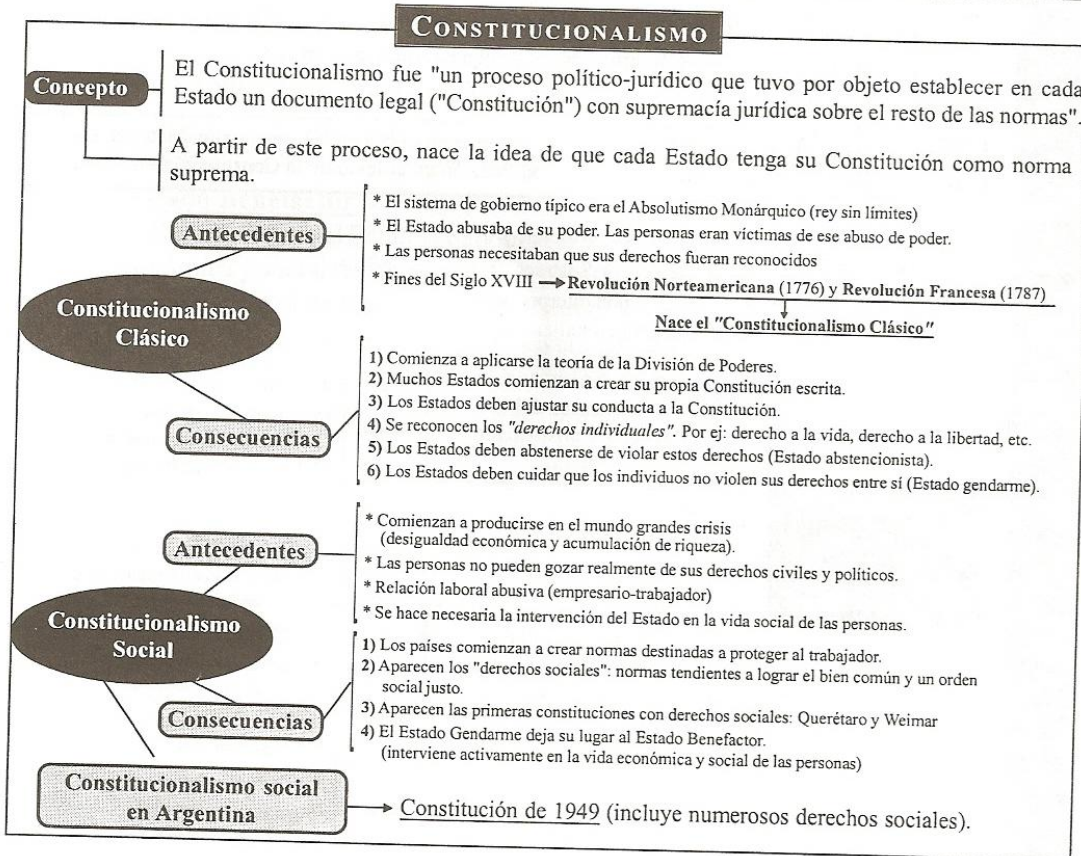 CONSTITUCIONALISMO
Concepto
El Constitucionalismo fue "un proceso político-jurídico que tuvo por objeto establecer en cada
Estado un documento legal ("Constitución") con supremacía jurídica sobre el resto de las normas".
A partir de este proceso, nace la idea de que cada Estado tenga su Constitución como norma
suprema.
Constitucionalismo
Clásico
Antecedentes
* El sistema de gobierno típico era el Absolutismo Monárquico (rey sin límites)
* El Estado abusaba de su poder. Las personas eran víctimas de ese abuso de poder.
* Las personas necesitaban que sus derechos fueran reconocidos
* Fines del Siglo XVIII → Revolución Norteamericana (1776) y Revolución Francesa (1787)
Nace el "Constitucionalismo Clásico"
Consecuencias
1) Comienza a aplicarse la teoría de la División de Poderes.
2) Muchos Estados comienzan a crear su propia Constitución escrita.
3) Los Estados deben ajustar su conducta a la Constitución.
4) Se reconocen los "derechos individuales". Por ej: derecho a la vida, derecho a la libertad, etc.
5) Los Estados deben abstenerse de violar estos derechos (Estado abstencionista).
6) Los Estados deben cuidar que los individuos no violen sus derechos entre sí (Estado gendarme).
Constitucionalismo
Social
Antecedentes
* Comienzan a producirse en el mundo grandes crisis
(desigualdad económica y acumulación de riqueza).
* Las personas no pueden gozar realmente de sus derechos civiles y políticos.
* Relación laboral abusiva (empresario-trabajador)
* Se hace necesaria la intervención del Estado en la vida social de las personas.
Consecuencias
1) Los países comienzan a crear normas destinadas a proteger al trabajador.
2) Aparecen los "derechos sociales": normas tendientes a lograr el bien común y un orden
social justo.
3) Aparecen las primeras constituciones con derechos sociales: Querétaro y Weimar
4) El Estado Gendarme deja su lugar al Estado Benefactor.
(interviene activamente en la vida económica y social de las personas)
Constitucionalismo social
en Argentina
→ Constitución de 1949 (incluye numerosos derechos sociales).